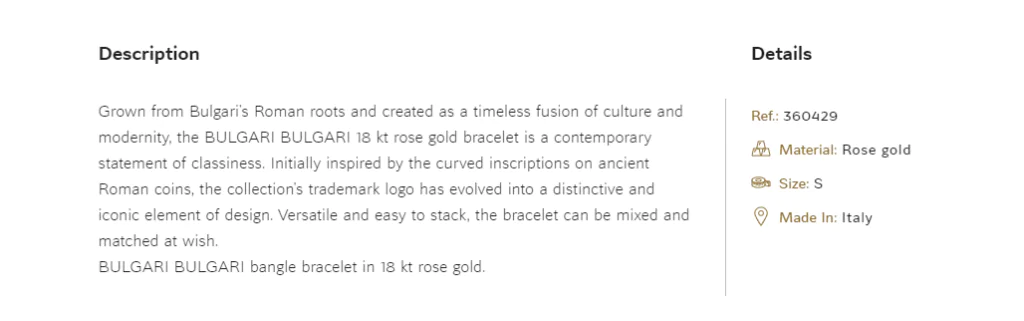 Description
Grown from Bulgari's Roman roots and created as a timeless fusion of culture and
modernity, the BULGARI BULGARI 18 kt rose gold bracelet is a contemporary
statement of classiness. Initially inspired by the curved inscriptions on ancient
Roman coins, the collection's trademark logo has evolved into a distinctive and
iconic element of design. Versatile and easy to stack, the bracelet can be mixed and
matched at wish.
BULGARI BULGARI bangle bracelet in 18 kt rose gold.
Details
Ref.: 360429
Material: Rose gold
Size: S
Made In: Italy